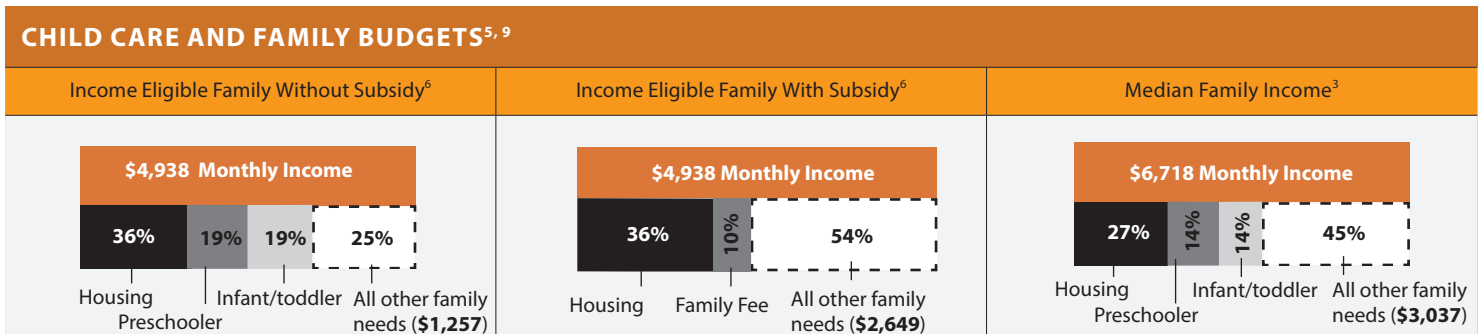 CHILD CARE AND FAMILY BUDGETS5, 9
Income Eligible Family Without Subsidy6
$4,938 Monthly Income
36% 19% 19% 25%
Housing
Preschooler
Infant/toddler
All other family
needs ($1,257)
Income Eligible Family With Subsidy6
$4,938 Monthly Income
36% 10% 54%
Housing
Family Fee
All other family
needs ($2,649)
Median Family Income3
$6,718 Monthly Income
27% 14% 14% 45%
Housing
Preschooler
Infant/toddler
All other family
needs ($3,037)